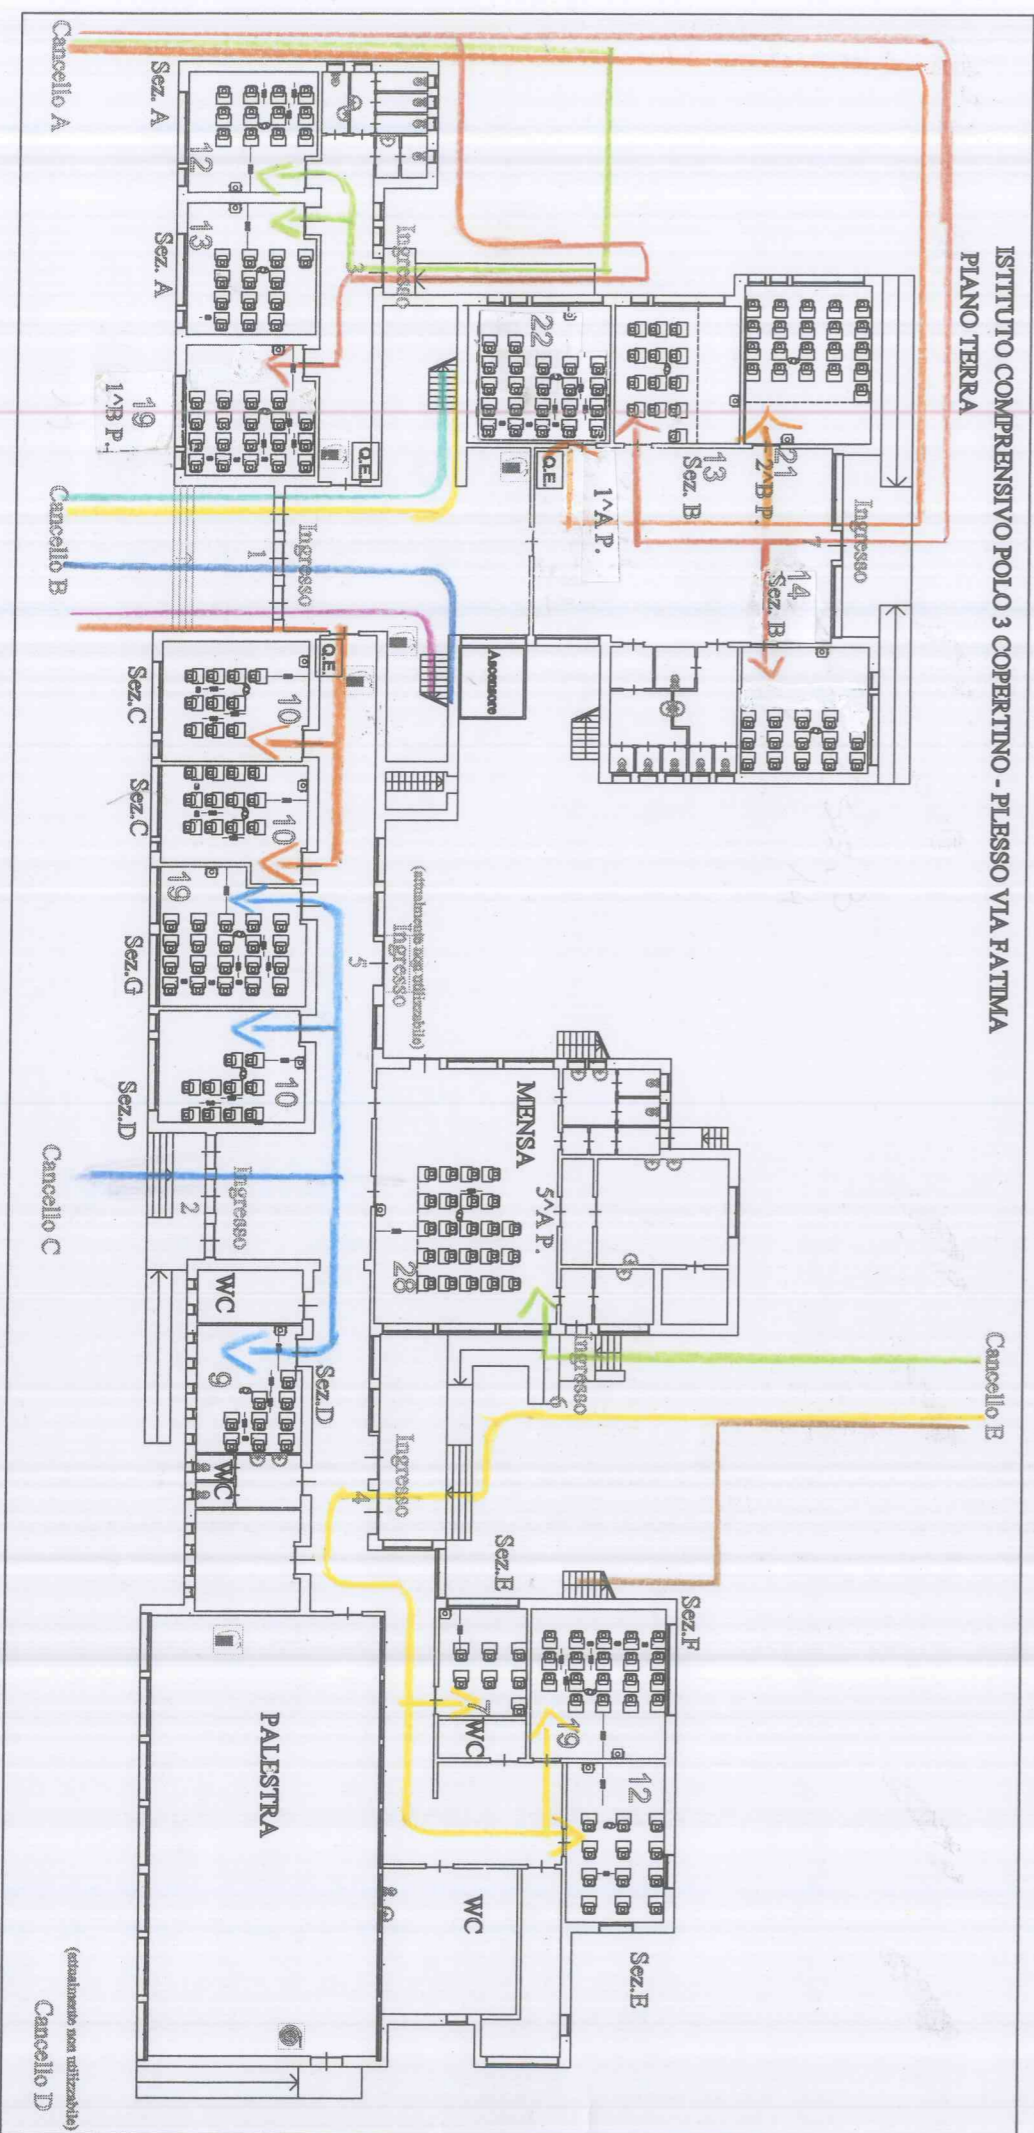 ISTITUTO COMPRENSIVO POLO 3 COPERTINO - PLESSO VIA FATIMA
PIANO TERRA
Cancello E
Ingresso
7
21
2^B P.
13
Sez. B
14
Sez. B
1^A P.
Q.E.
22
Ascensore
MENSA
5^A P.
28
Ingresso
6
Sez.F
19
12
Sez.E
Sez.E
7
WC
WC
Ingresso
3
Ingresso
5
(attualmente non utilizzabile)
Ingresso
4
Sez. A
12
13
Sez. A
19
1^B P.
Q.E.
Ingresso
1
Q.E.
10
Sez.C
10
Sez.C
19
Sez.G
10
Sez.D
Ingresso
2
WC
Sez.D
9
WC
PALESTRA
Cancello A
Cancello B
Cancello C
(attualmente non utilizzabile)
Cancello D